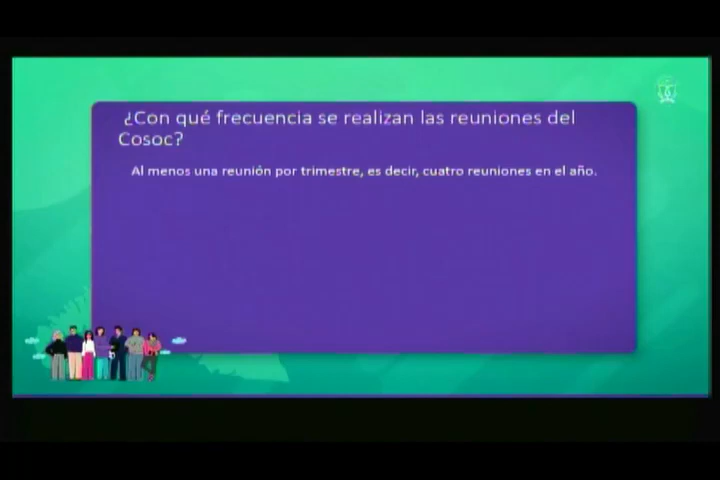 ¿Con qué frecuencia se realizan las reuniones del
Cosoc?
Al menos una reunión por trimestre, es decir, cuatro reuniones en el año.